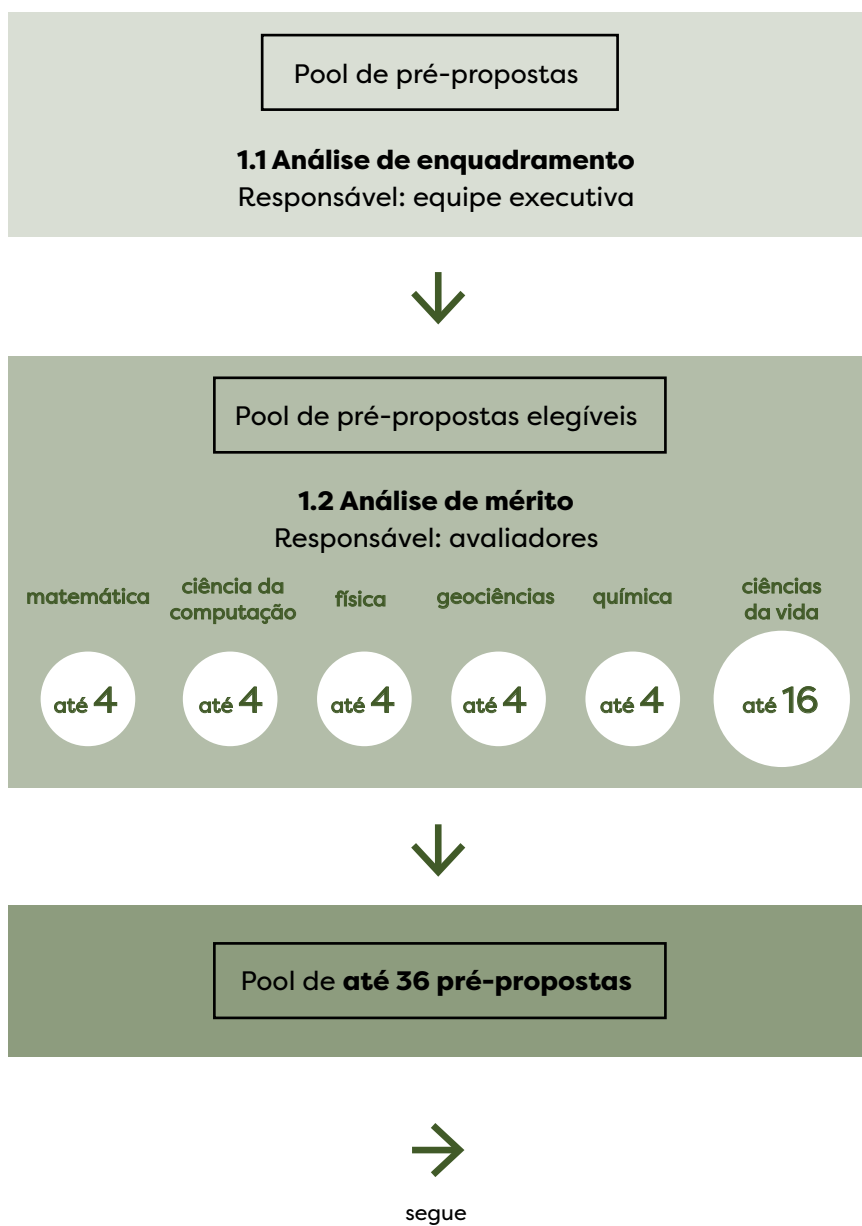 Pool de pré-propostas
1.1 Análise de enquadramento
Responsável: equipe executiva
Pool de pré-propostas elegíveis
1.2 Análise de mérito
Responsável: avaliadores
matemática
ciência da
computação
física
geociências
química
ciências
da vida
até 4
até 4
até 4
até 4
até 4
até 16
Pool de até 36 pré-propostas
segue